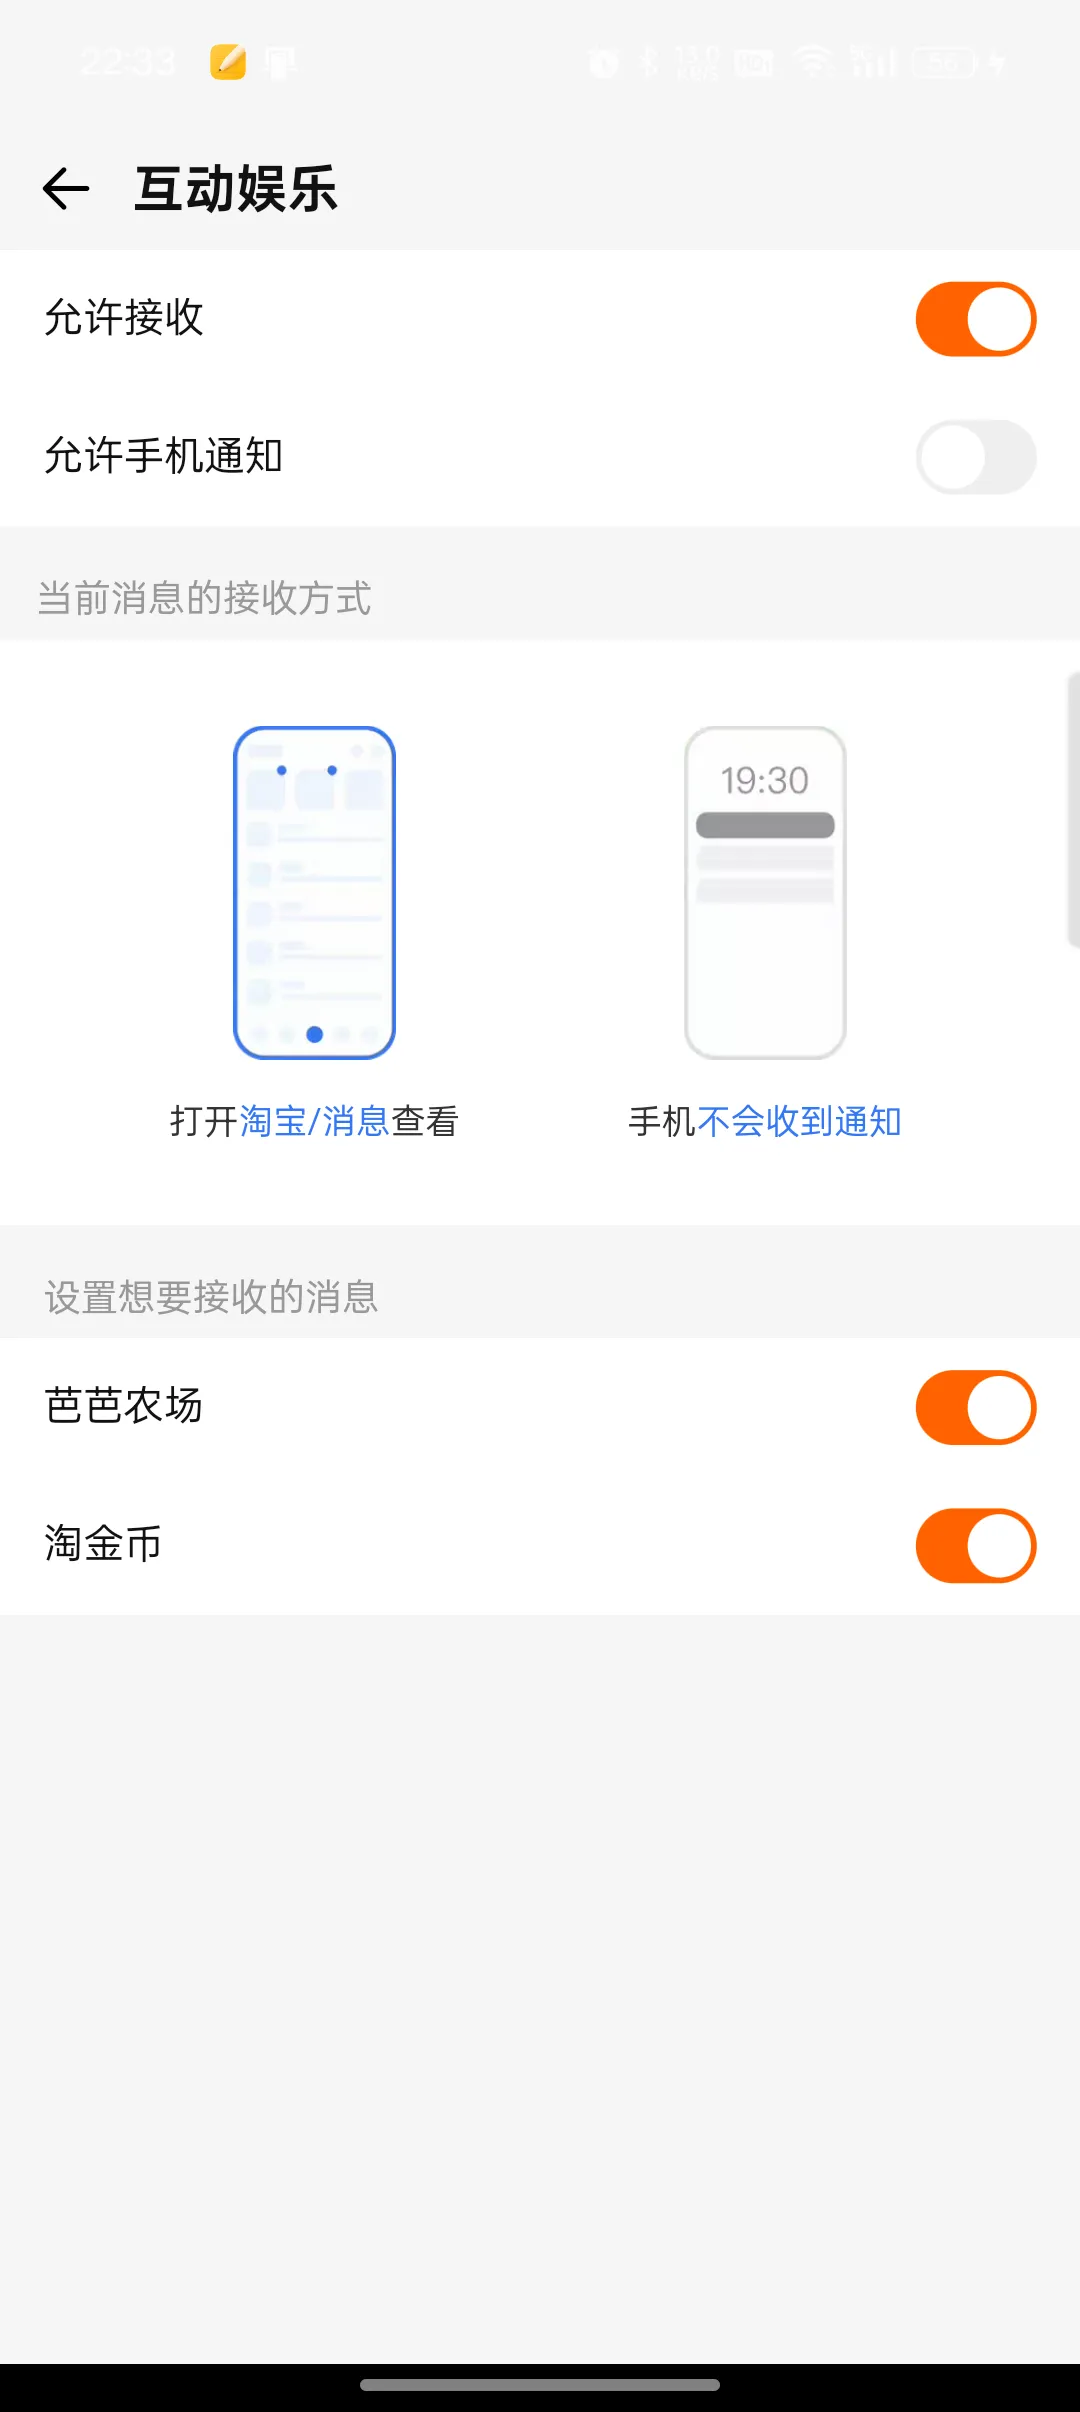 22:33
56
互动娱乐
允许接收
允许手机通知
当前消息的接收方式
19:30
打开淘宝/消息查看
手机不会收到通知
设置想要接收的消息
芭芭农场
淘金币